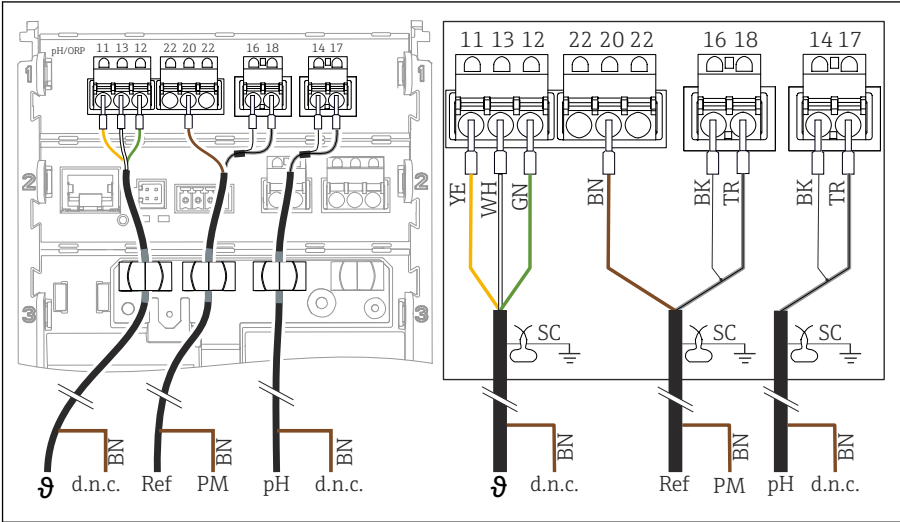 pH/ORP 11 13 12 22 20 22 16 18 14 17
1 1
2 2
3 3
BN BN BN
ϑ d.n.c. Ref PM pH d.n.c.
11 13 12 22 20 22 16 18 14 17
YE WH GN BN BK TR BK TR
SC SC SC
BN BN BN
ϑ d.n.c. Ref PM pH d.n.c.